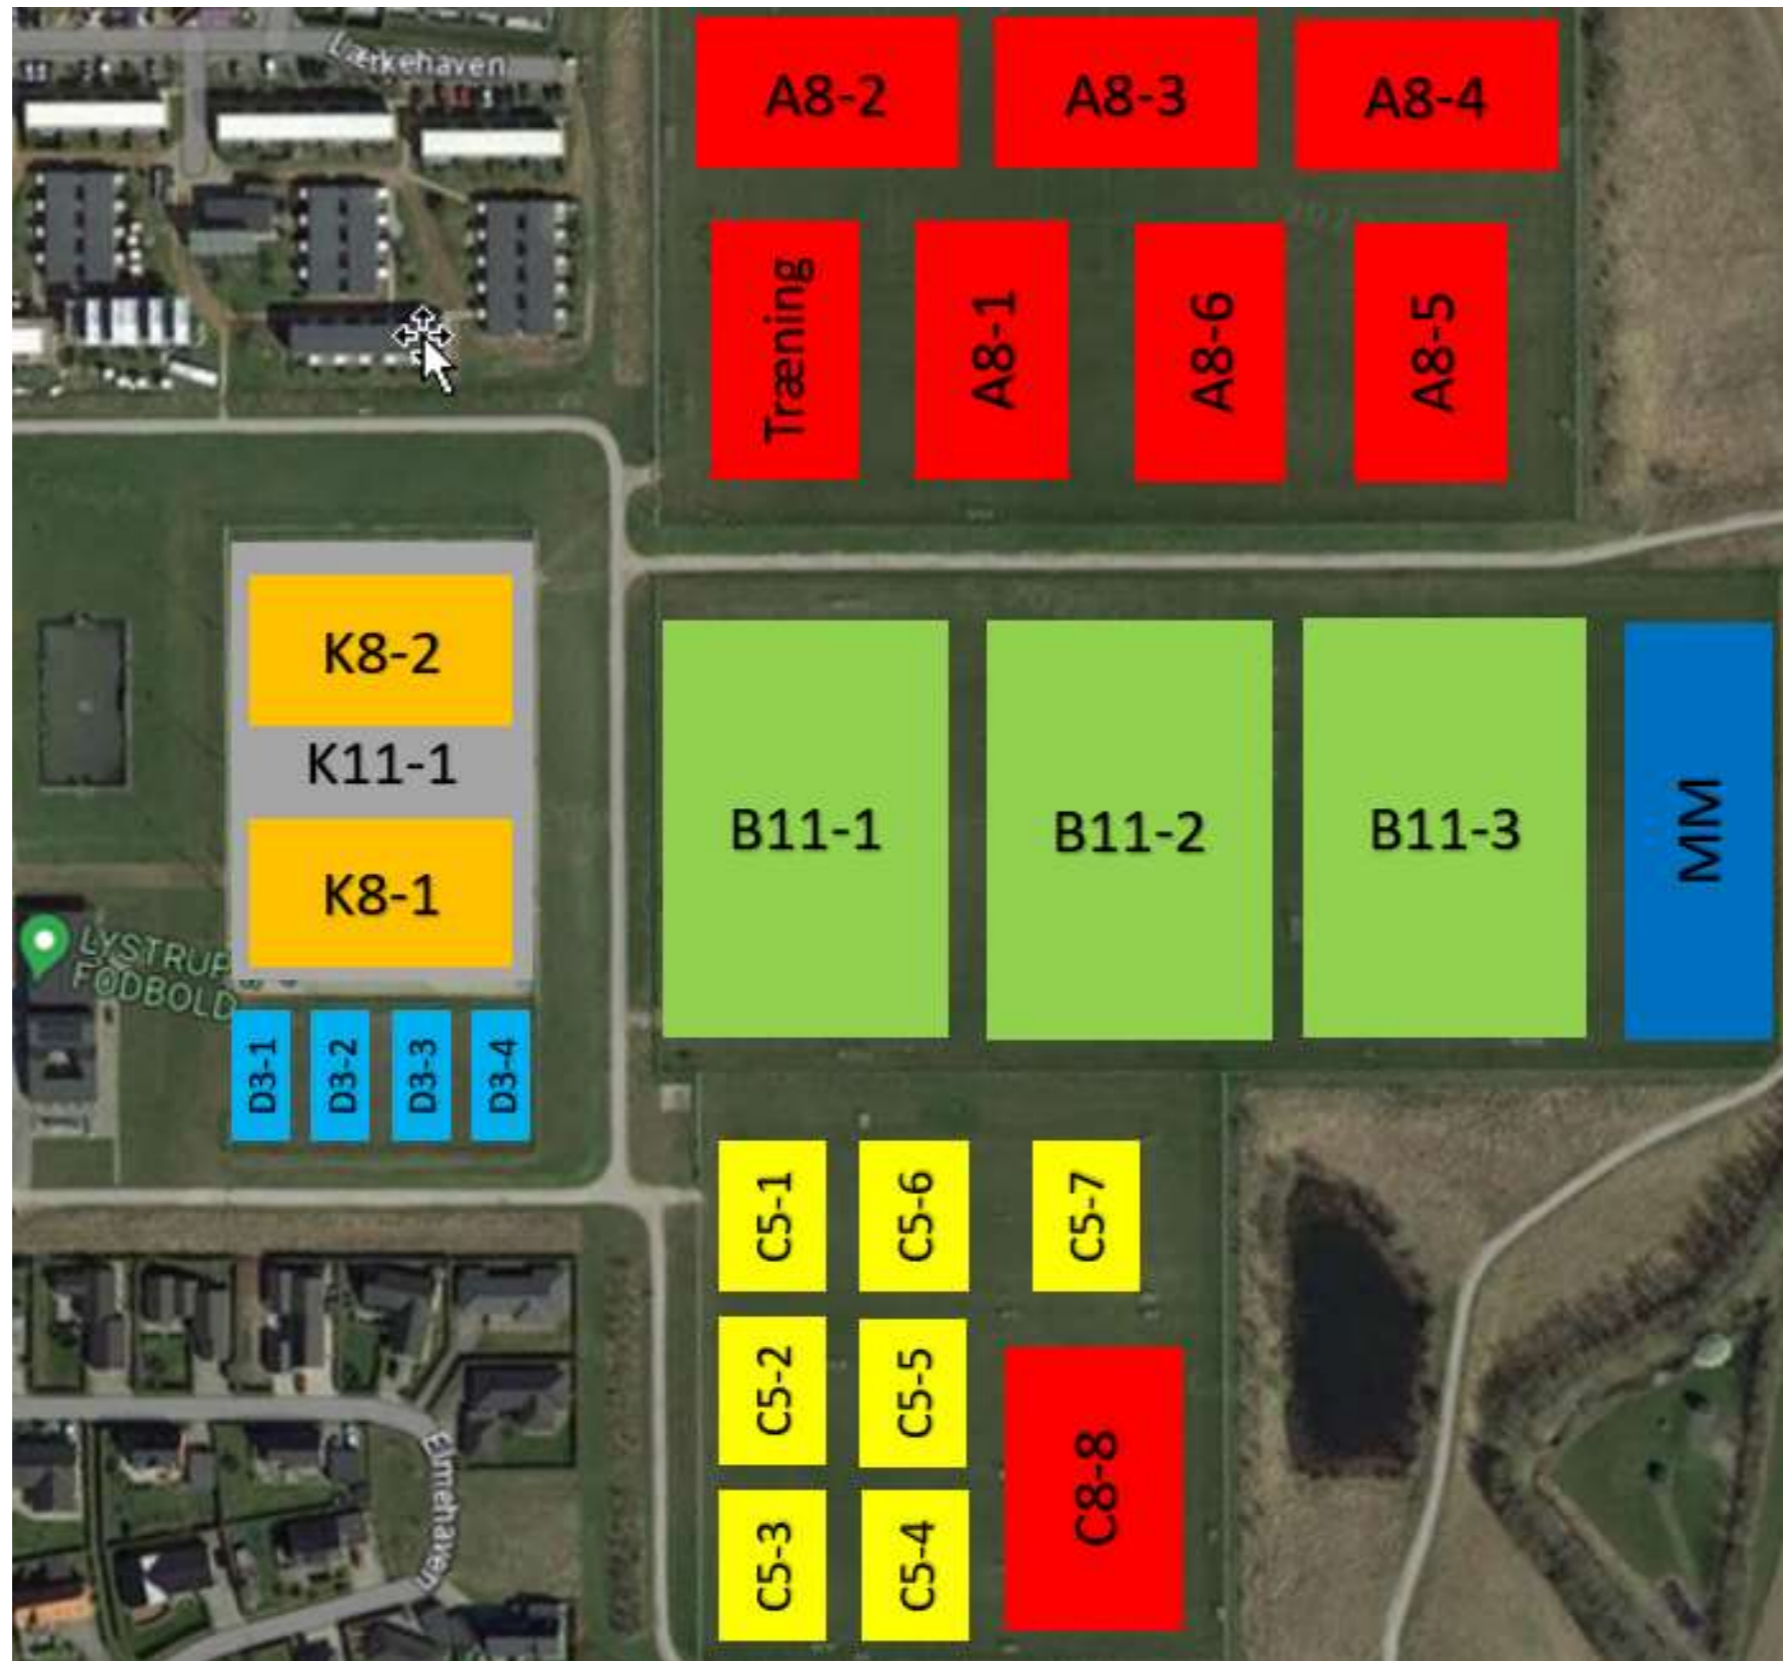 Lærkehaven
A8-2
A8-3
A8-4
Træning
A8-1
A8-6
A8-5
K8-2
K11-1
K8-1
B11-1
B11-2
B11-3
MM
LYSTRUP
FODBOLD
D3-1
D3-2
D3-3
D3-4
C5-1
C5-6
C5-7
C5-2
C5-5
C8-8
C5-3
C5-4
Elmehaven